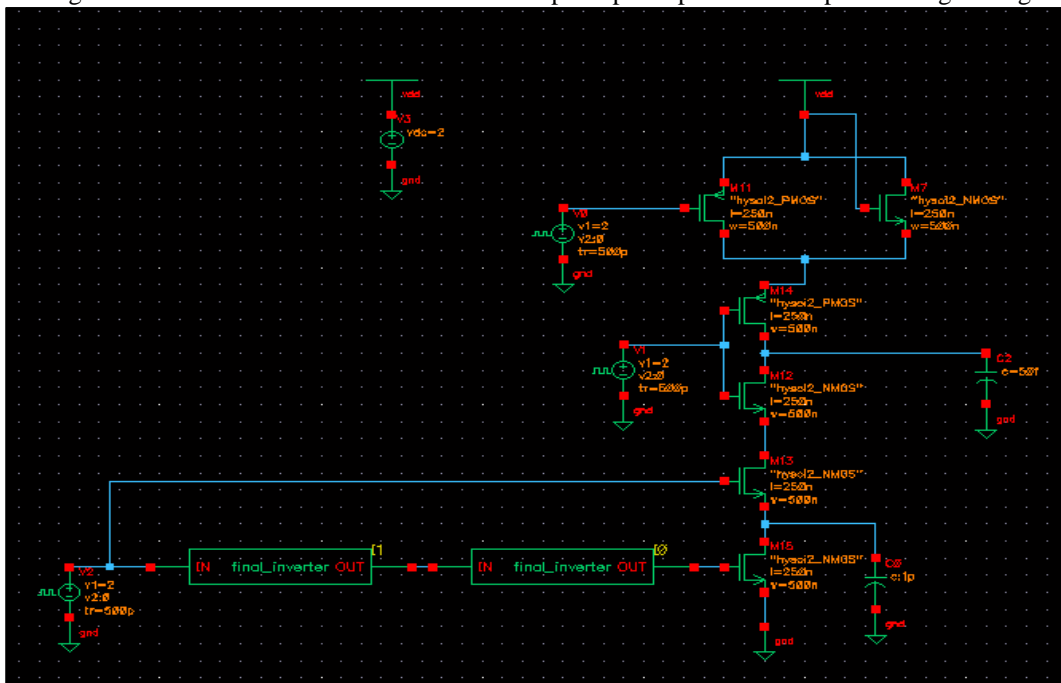 vdd
V3
vdc=2
gnd
vdd
M11
"hysol2_PMOS"
l=250n
w=500n
M7
"hysol2_NMOS"
l=250n
w=500n
V0
v1=2
v2:0
tr=500p
gnd
M14
"hysol2_PMOS"
l=250n
w=500n
V1
v1=2
v2:0
tr=500p
gnd
M12
"hysol2_NMOS"
l=250n
w=500n
C2
c=50f
gnd
M13
"hysol2_NMOS"
l=250n
w=500n
I1
IN final_inverter OUT
I0
IN final_inverter OUT
M15
"hysol2_NMOS"
l=250n
w=500n
C0
c:1p
gnd
V2
v1=2
v2:0
tr=500p
gnd
gnd